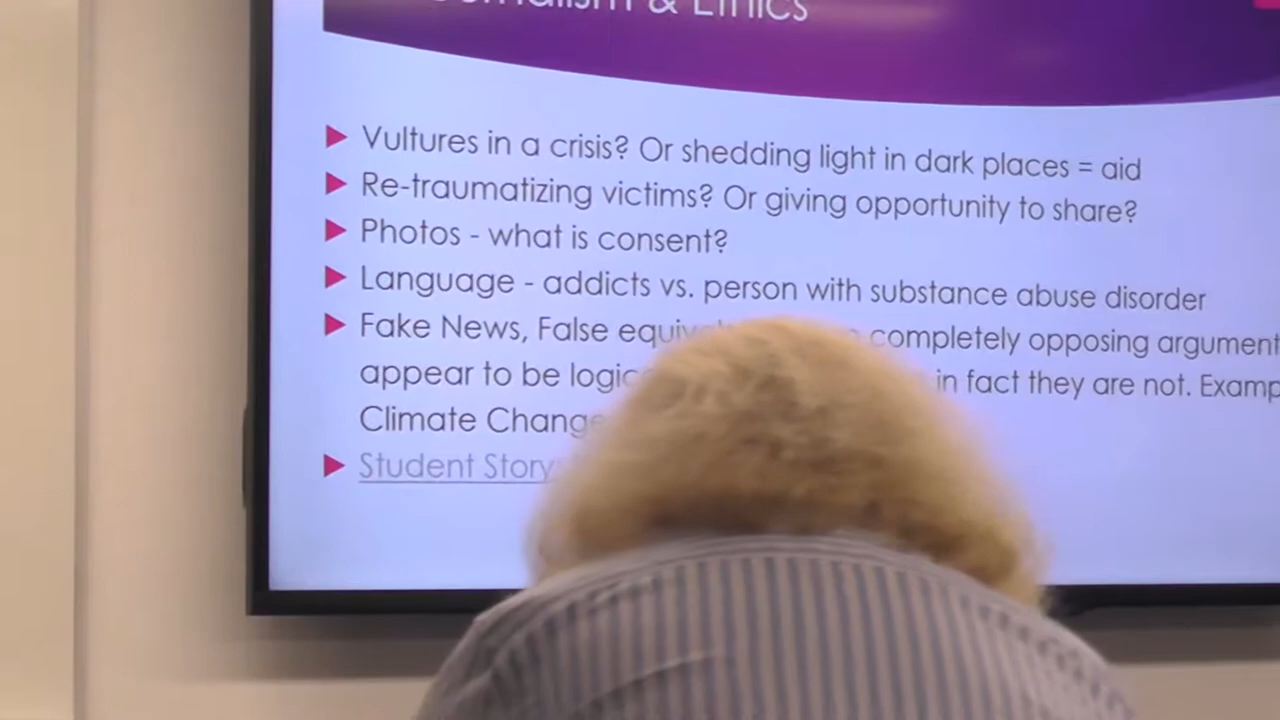 & Ethics
Vultures in a crisis? Or shedding light in dark places = aid
Re-traumatizing victims? Or giving opportunity to share?
Photos - what is consent?
Language - addicts vs. person with substance abuse disorder
Fake News, False completely opposing
appear to be in fact they are not.
Climate
Student Story